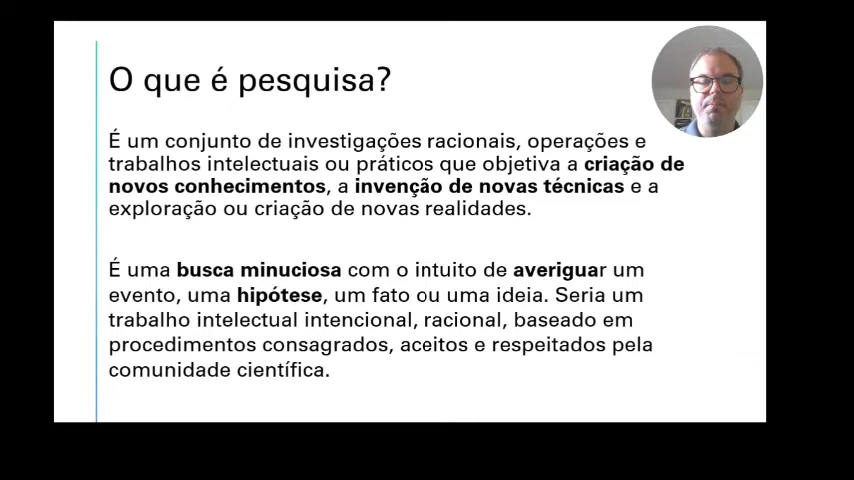 O que é pesquisa?
É um conjunto de investigações racionais, operações e
trabalhos intelectuais ou práticos que objetiva a criação de
novos conhecimentos, a invenção de novas técnicas e a
exploração ou criação de novas realidades.
É uma busca minuciosa com o intuito de averiguar um
evento, uma hipótese, um fato ou uma ideia. Seria um
trabalho intelectual intencional, racional, baseado em
procedimentos consagrados, aceitos e respeitados pela
comunidade científica.